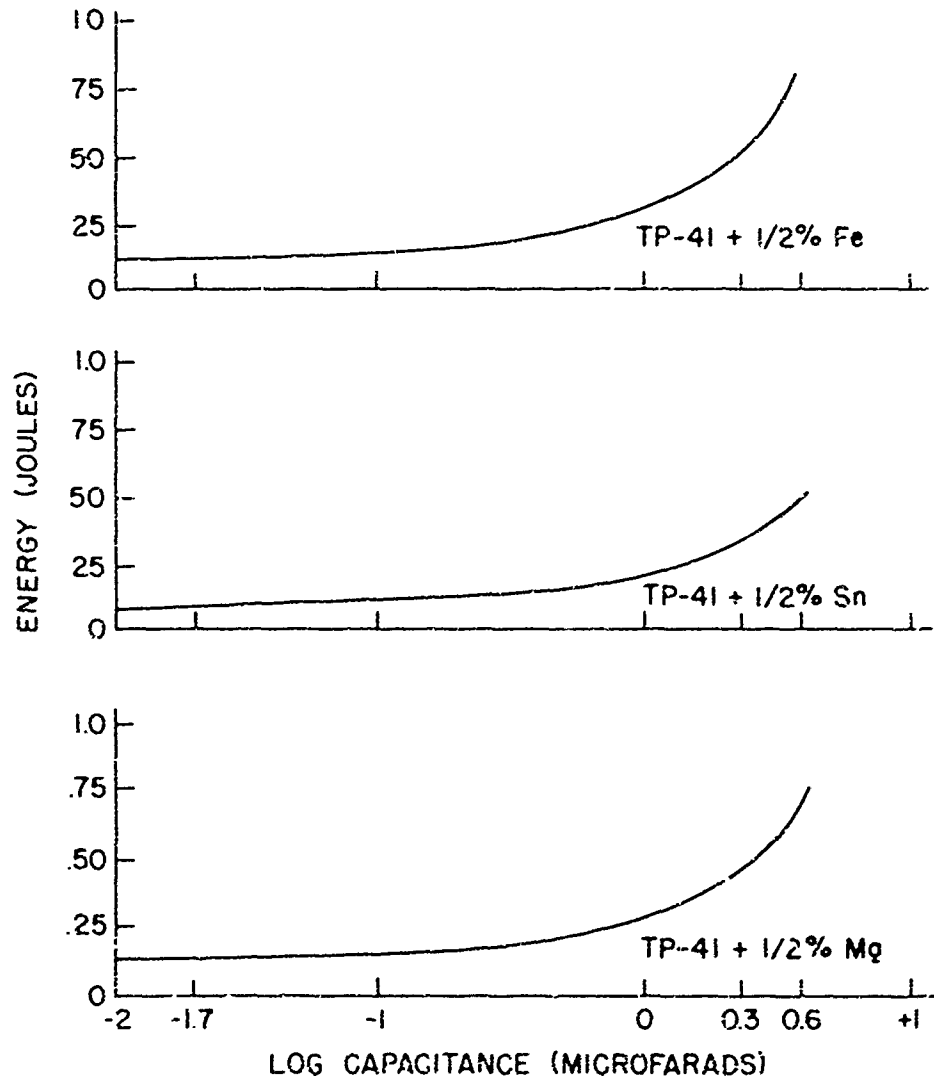 ENERGY (JOULES)
10
75
50
25
0
TP-41 + 1/2% Fe
1.0
75
50
25
0
TP-41 + 1/2% Sn
1.0
.75
.50
.25
0
TP-41 + 1/2% Mg
-2 -1.7 -1 0 0.3 0.6 +1
LOG CAPACITANCE (MICROFARADS)